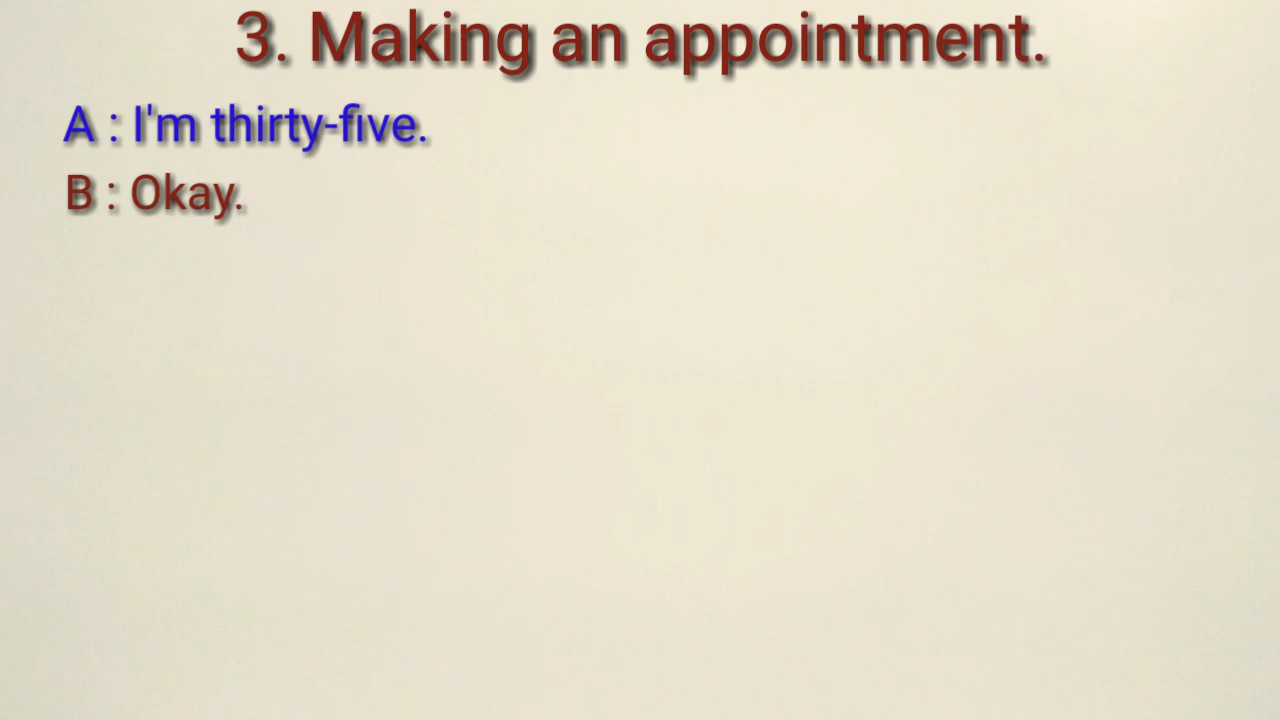 3. Making an appointment.
A : I'm thirty-five.
B : Okay.